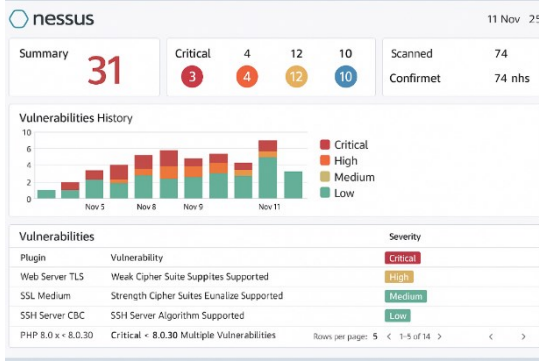 nessus 11 Nov 25
Summary 31
Critical 4 12 10
3 4 12 10
Scanned 74
Confirmet 74 nhs
Vulnerabilities History
10
6
4
2
0
Nov 5 Nov 8 Nov 9 Nov 11
Critical
High
Medium
Low
Vulnerabilities Severity
Plugin Vulnerability Critical
Web Server TLS Weak Cipher Suite Suppites Supported High
SSL Medium Strength Cipher Suites Eunalize Supported Medium
SSH Server CBC SSH Server Algorithm Supported Low
PHP 8.0 x < 8.0.30 Critical < 8.0.30 Multiple Vulnerabilities Rows per page: 5 < 1-5 of 14 > < >